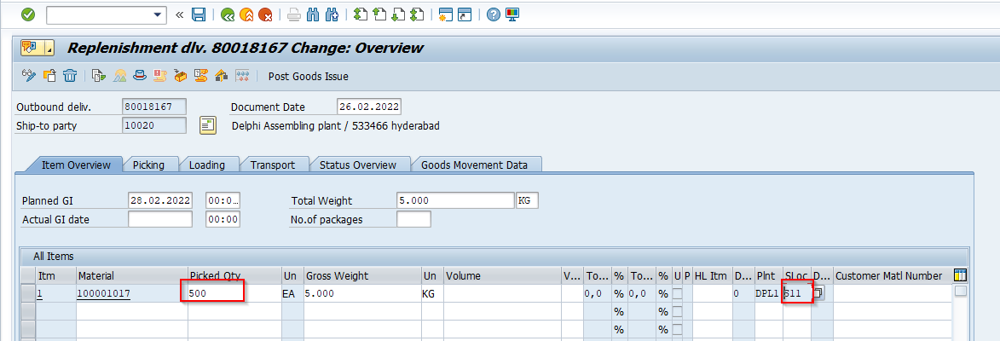 Replenishment dlv. 80018167 Change: Overview
Post Goods Issue
Outbound deliv. 80018167 Document Date 26.02.2022
Ship-to party 10020 Delphi Assembling plant / 533466 hyderabad
Item Overview Picking Loading Transport Status Overview Goods Movement Data
Planned GI 28.02.2022 00:0... Total Weight 5.000 KG
Actual GI date 00:00 No.of packages
All Items
Itm Material Picked Qty Un Gross Weight Un Volume V... To... % To... % U P HL Itm D... Plnt SLoc D... Customer Matl Number
1 100001017 500 EA 5.000 KG 0,0 % 0,0 % 0 DPL1 S11
% %
% %